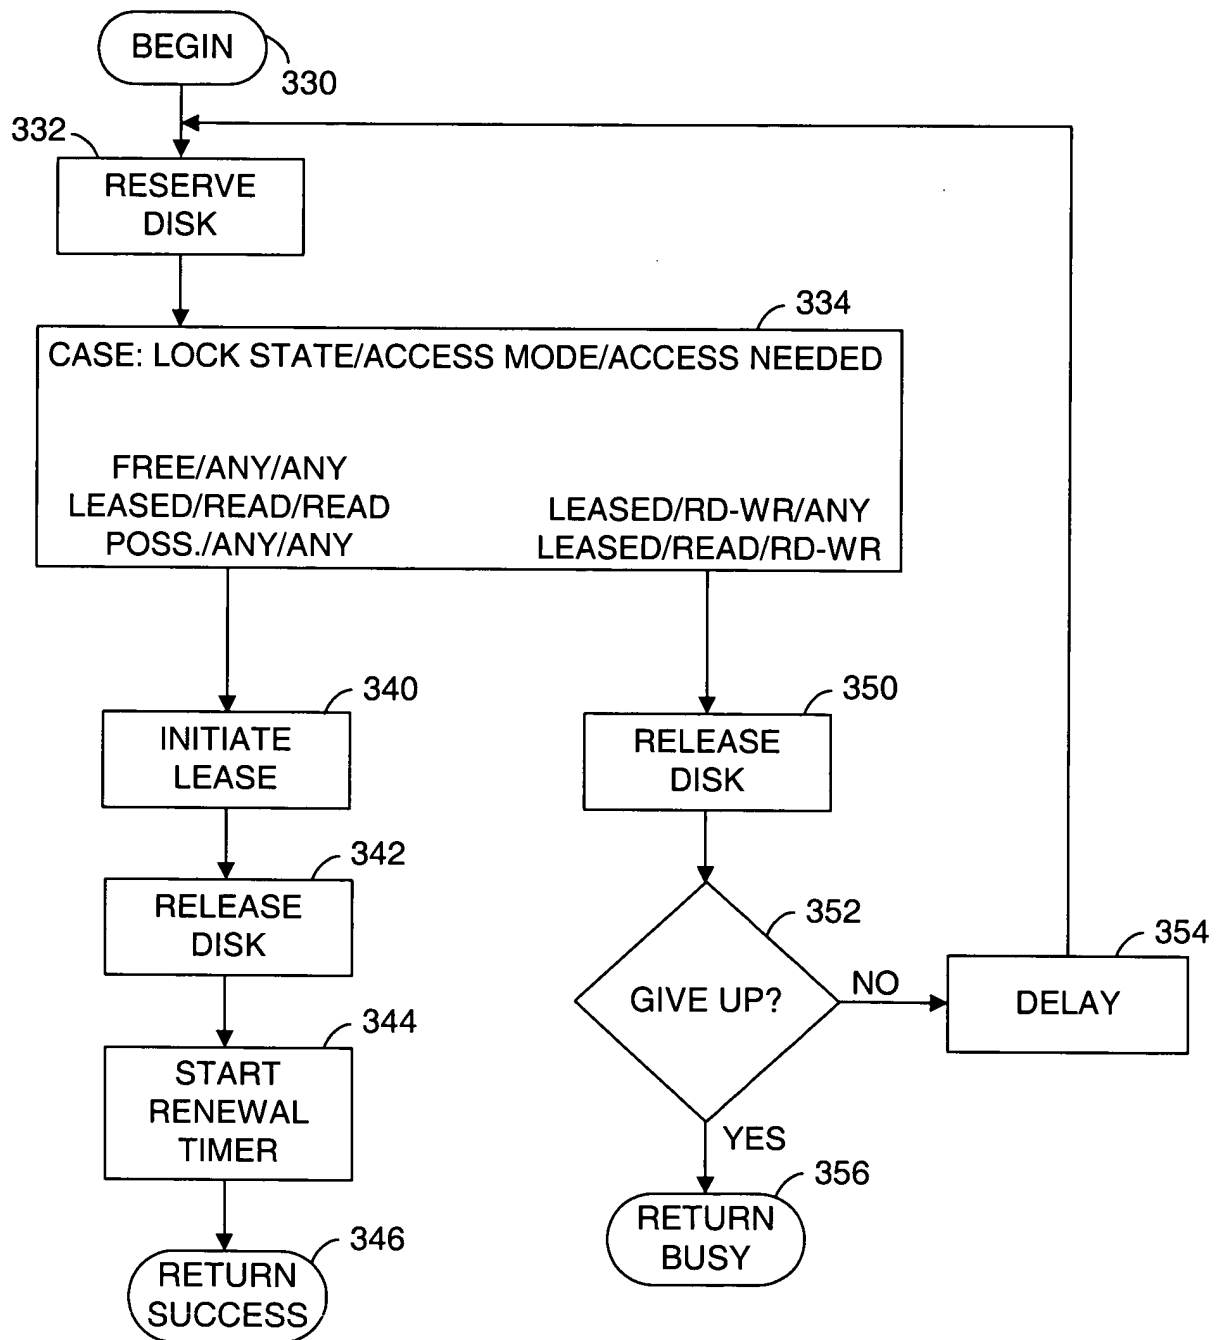 BEGIN
330
332
RESERVE
DISK
334
CASE: LOCK STATE/ACCESS MODE/ACCESS NEEDED
FREE/ANY/ANY
LEASED/READ/READ
POSS./ANY/ANY
LEASED/RD-WR/ANY
LEASED/READ/RD-WR
340
INITIATE
LEASE
342
RELEASE
DISK
344
START
RENEWAL
TIMER
346
RETURN
SUCCESS
350
RELEASE
DISK
352
GIVE UP?
NO
354
DELAY
YES
356
RETURN
BUSY